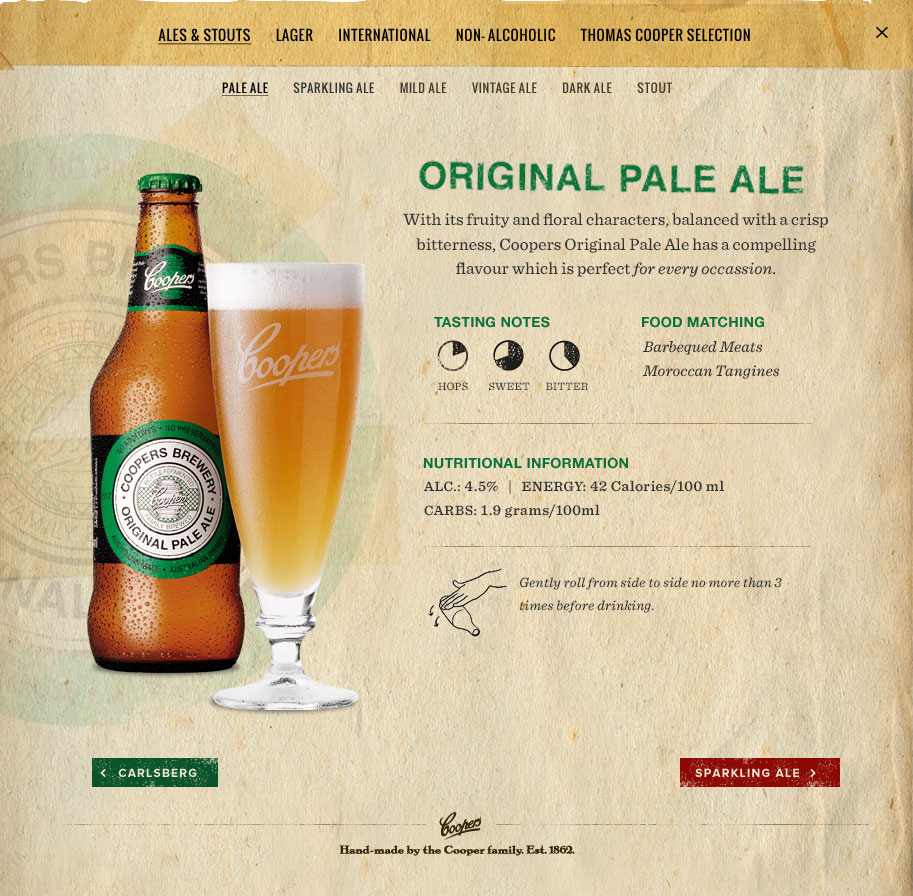 ALES & STOUTS LAGER INTERNATIONAL NON-ALCOHOLIC THOMAS COOPER SELECTION
PALE ALE SPARKLING ALE MILD ALE VINTAGE ALE DARK ALE STOUT
ORIGINAL PALE ALE
With its fruity and floral characters, balanced with a crisp
bitterness, Coopers Original Pale Ale has a compelling
flavour which is perfect for every occassion.
TASTING NOTES
HOPS SWEET BITTER
FOOD MATCHING
Barbequed Meats
Moroccan Tangines
NUTRITIONAL INFORMATION
ALC.: 4.5% | ENERGY: 42 Calories/100 ml
CARBS: 1.9 grams/100ml
Gently roll from side to side no more than 3
times before drinking.
Coopers
Coopers
NO ADDITIVES • NO PRESERVATIVES
COOPERS BREWERY
Coopers
ORIGINAL PALE ALE
CARLSBERG
SPARKLING ALE
Coopers
Hand-made by the Cooper family. Est. 1862.